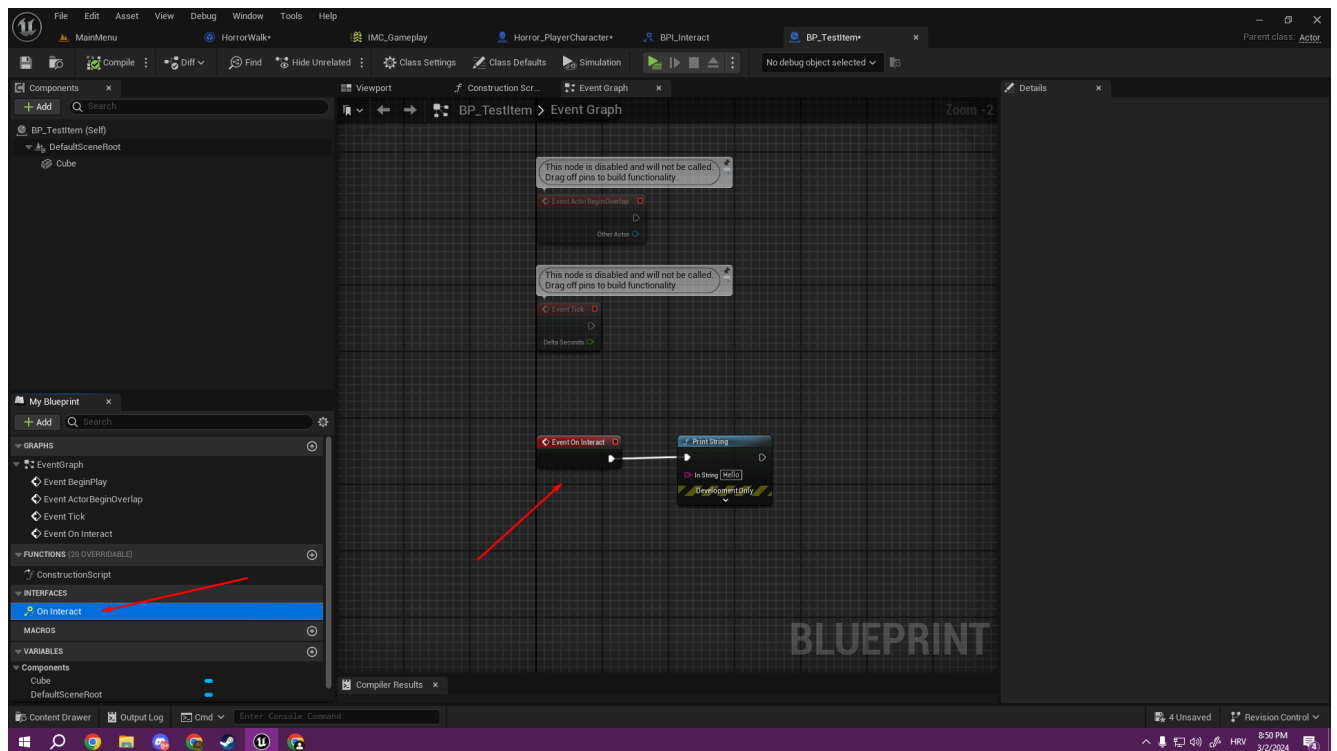 File Edit Asset View Debug Window Tools Help
MainMenu HorrorWalk• IMC_Gameplay Horror_PlayerCharacter• BPI_Interact BP_TestItem• Parent class: Actor
Compile Diff Find Hide Unrelated Class Settings Class Defaults Simulation No debug object selected
Components Viewport Construction Scr... Event Graph Details
Add Search
BP_TestItem > Event Graph Zoom -2
BP_TestItem (Self)
DefaultSceneRoot
Cube
This node is disabled and will not be called.
Drag off pins to build functionality.
Event ActorBeginOverlap
Other Actor
This node is disabled and will not be called.
Drag off pins to build functionality.
Event Tick
Delta Seconds
My Blueprint
Add Search
GRAPHS
EventGraph
Event BeginPlay
Event ActorBeginOverlap
Event Tick
Event On Interact
FUNCTIONS (20 OVERRIDABLE)
ConstructionScript
INTERFACES
On Interact
MACROS
VARIABLES
Components
Cube
DefaultSceneRoot
Event On Interact
Print String
In String Hello
Development Only
BLUEPRINT
Compiler Results
Content Drawer Output Log Cmd Enter Console Command 4 Unsaved Revision Control
HRV 8:50 PM
3/2/2024 4